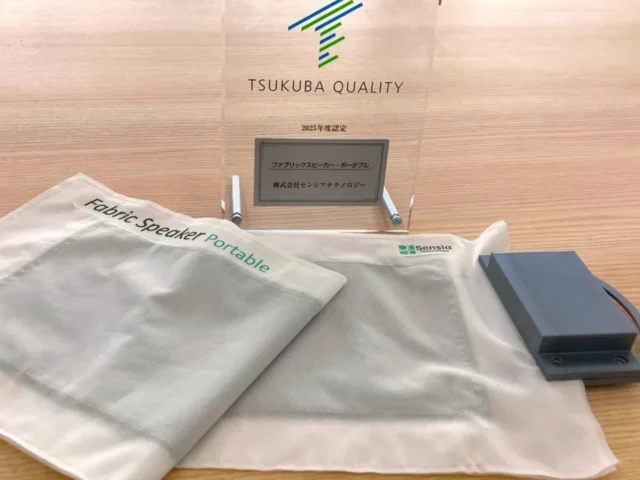 TSUKUBA QUALITY
2025年度認定
ファブリックスピーカー・ポータブル
株式会社センシアテクノロジー
Fabric Speaker Portable
Sensia
Technology